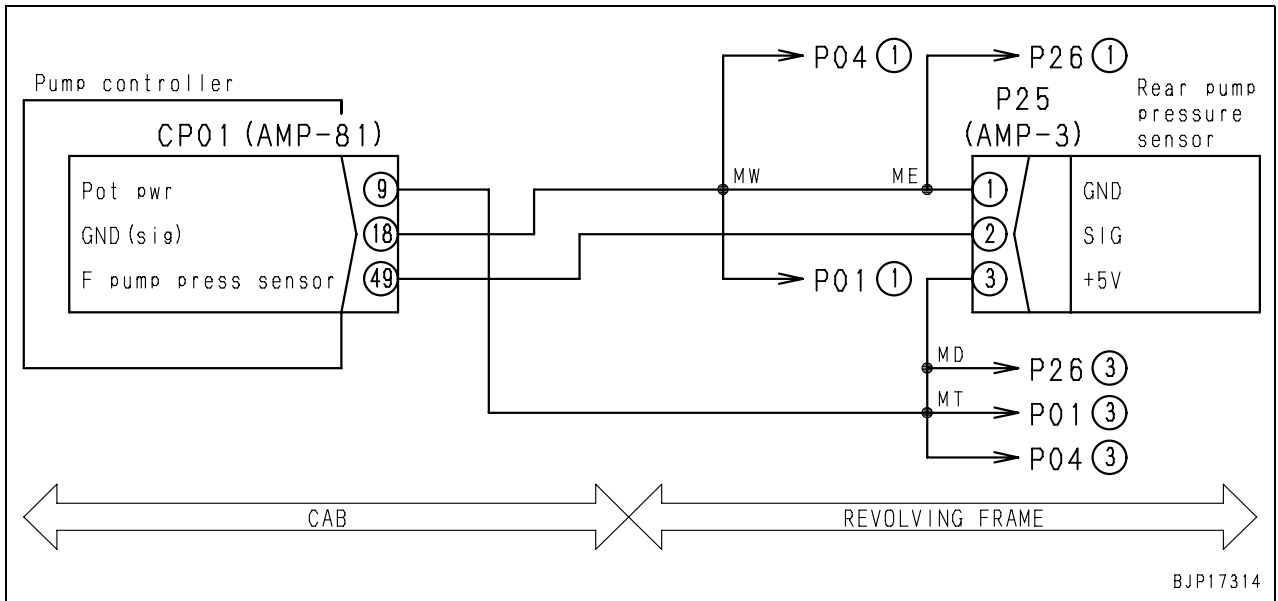 Pump controller
CP01 (AMP-81)
Pot pwr 9
GND (sig) 18
F pump press sensor 49
P04 1
P26 1
MW
ME
P01 1
P25
(AMP-3)
Rear pump
pressure
sensor
1 GND
2 SIG
3 +5V
MD
P26 3
MT
P01 3
P04 3
CAB
REVOLVING FRAME
BJP17314